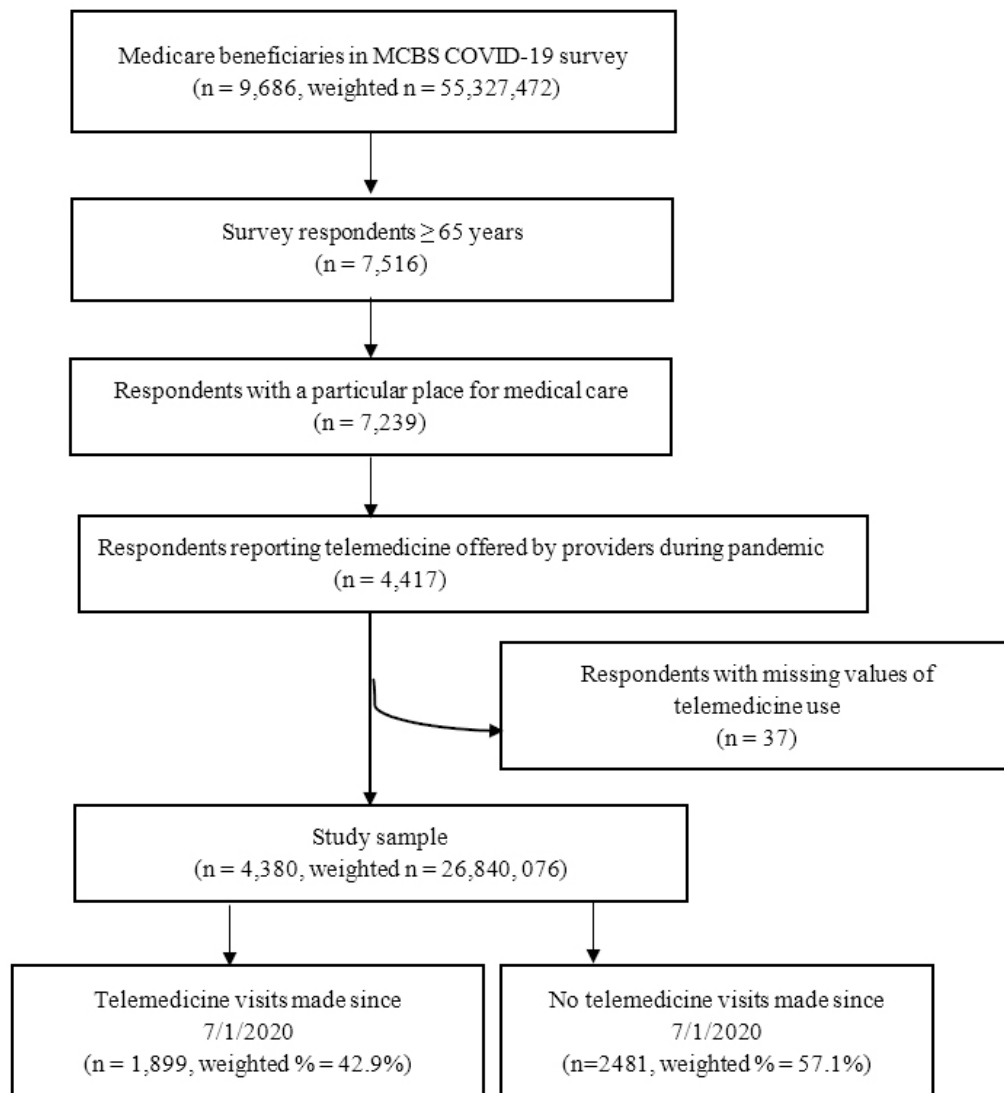 Medicare beneficiaries in MCBS COVID-19 survey
(n = 9,686, weighted n = 55,327,472)
Survey respondents ≥ 65 years
(n = 7,516)
Respondents with a particular place for medical care
(n = 7,239)
Respondents reporting telemedicine offered by providers during pandemic
(n = 4,417)
Respondents with missing values of
telemedicine use
(n = 37)
Study sample
(n = 4,380, weighted n = 26,840, 076)
Telemedicine visits made since
7/1/2020
(n = 1,899, weighted % = 42.9%)
No telemedicine visits made since
7/1/2020
(n=2481, weighted % = 57.1%)